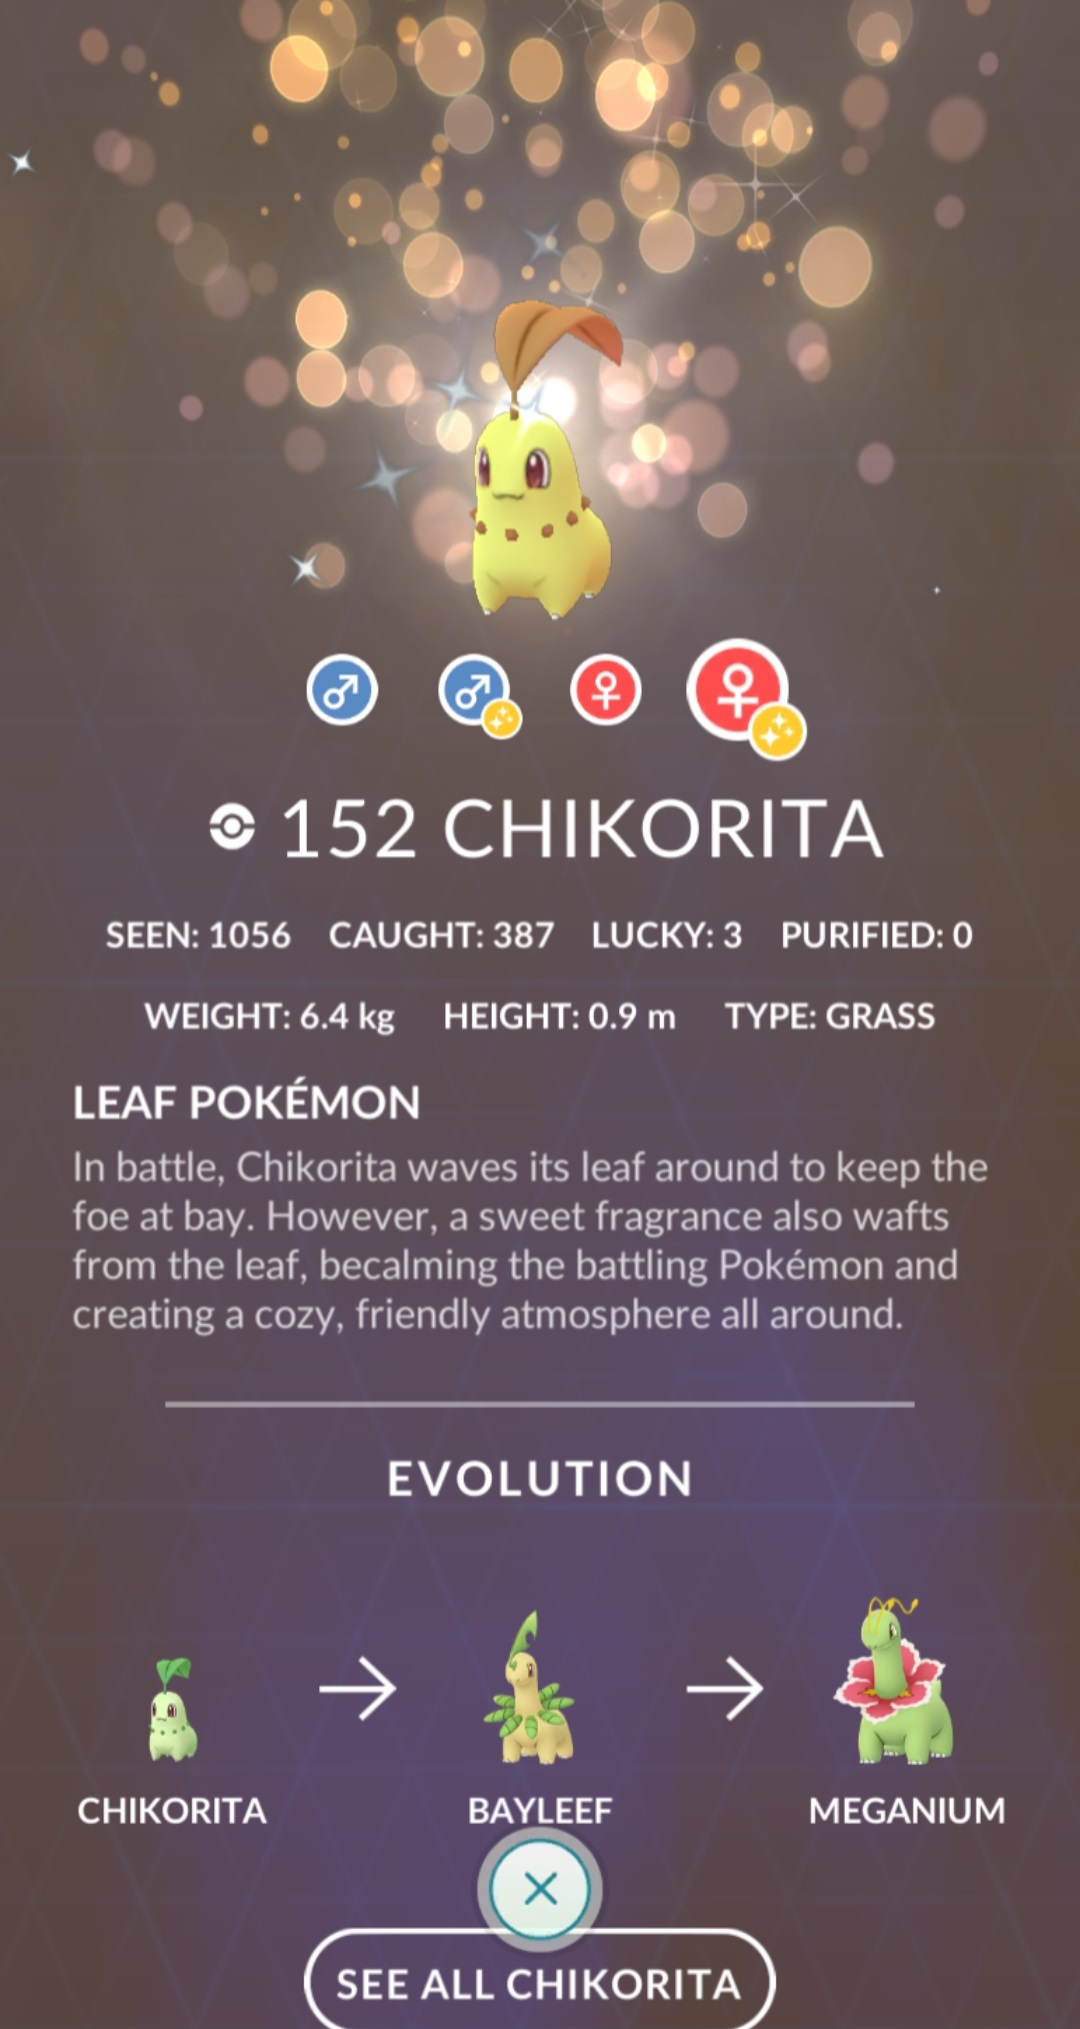 152 CHIKORITA
SEEN: 1056 CAUGHT: 387 LUCKY: 3 PURIFIED: 0
WEIGHT: 6.4 kg HEIGHT: 0.9 m TYPE: GRASS
LEAF POKÉMON
In battle, Chikorita waves its leaf around to keep the
foe at bay. However, a sweet fragrance also wafts
from the leaf, becalming the battling Pokémon and
creating a cozy, friendly atmosphere all around.
EVOLUTION
CHIKORITA BAYLEEF MEGANIUM
SEE ALL CHIKORITA